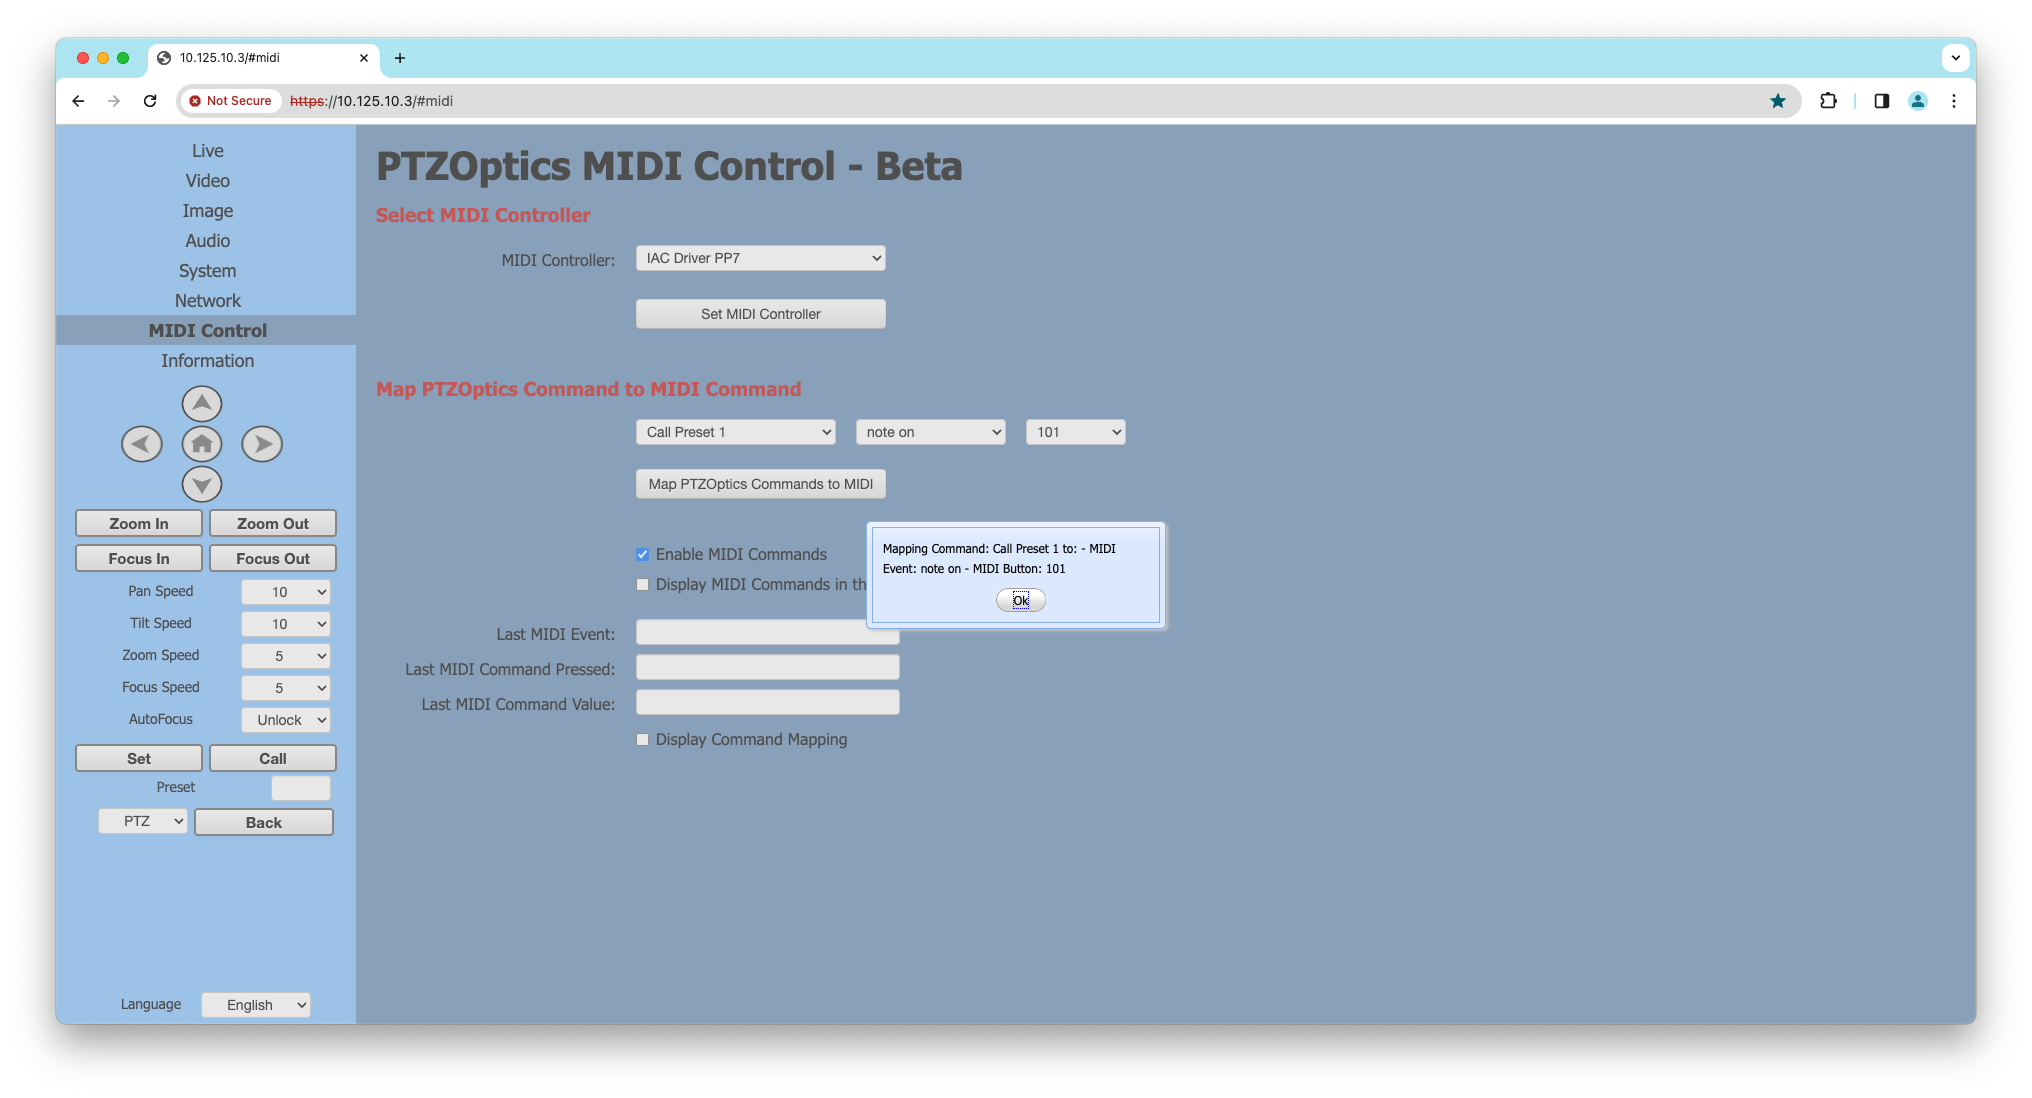 10.125.10.3/#midi
Not Secure https://10.125.10.3/#midi
Live
Video
Image
Audio
System
Network
MIDI Control
Information
Zoom In Zoom Out
Focus In Focus Out
Pan Speed 10
Tilt Speed 10
Zoom Speed 5
Focus Speed 5
AutoFocus Unlock
Set Call
Preset
PTZ Back
Language English
PTZOptics MIDI Control - Beta
Select MIDI Controller
MIDI Controller: IAC Driver PP7
Set MIDI Controller
Map PTZOptics Command to MIDI Command
Call Preset 1 note on 101
Map PTZOptics Commands to MIDI
Enable MIDI Commands
Display MIDI Commands in th
Mapping Command: Call Preset 1 to: - MIDI
Event: note on - MIDI Button: 101
Ok
Last MIDI Event:
Last MIDI Command Pressed:
Last MIDI Command Value:
Display Command Mapping